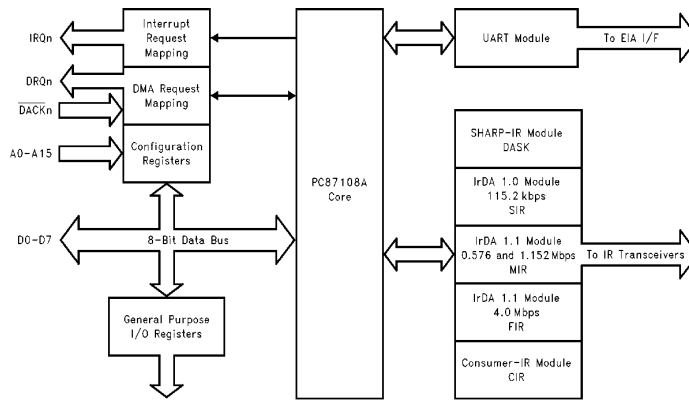 IRQn
DRQn
DACKn
A0-A15
D0-D7
Interrupt
Request
Mapping
DMA Request
Mapping
Configuration
Registers
8-Bit Data Bus
General Purpose
I/O Registers
PC87108A
Core
UART Module
To EIA I/F
SHARP-IR Module
DASK
IrDA 1.0 Module
115.2 kbps
SIR
IrDA 1.1 Module
0.576 and 1.152 Mbps
MIR
To IR Transceivers
IrDA 1.1 Module
4.0 Mbps
FIR
Consumer-IR Module
CIR